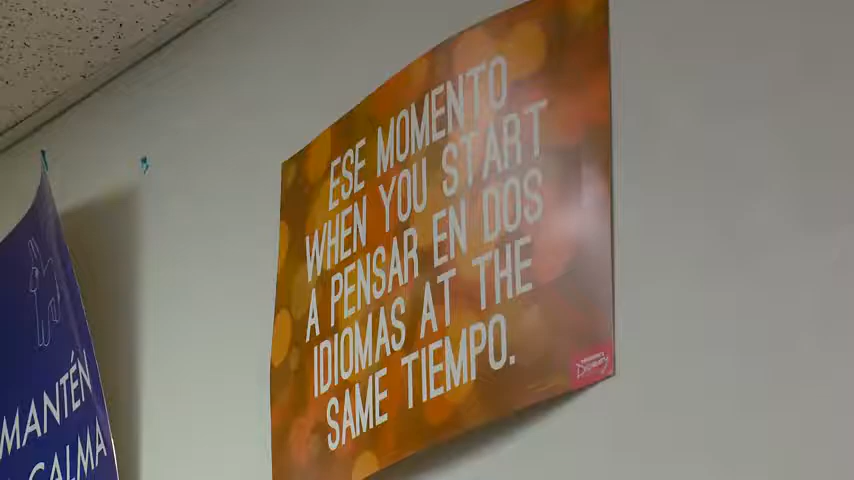 ESE MOMENTO
WHEN YOU START
A PENSAR EN DOS
IDIOMAS AT THE
SAME TIEMPO.
MANTÉN
CALMA